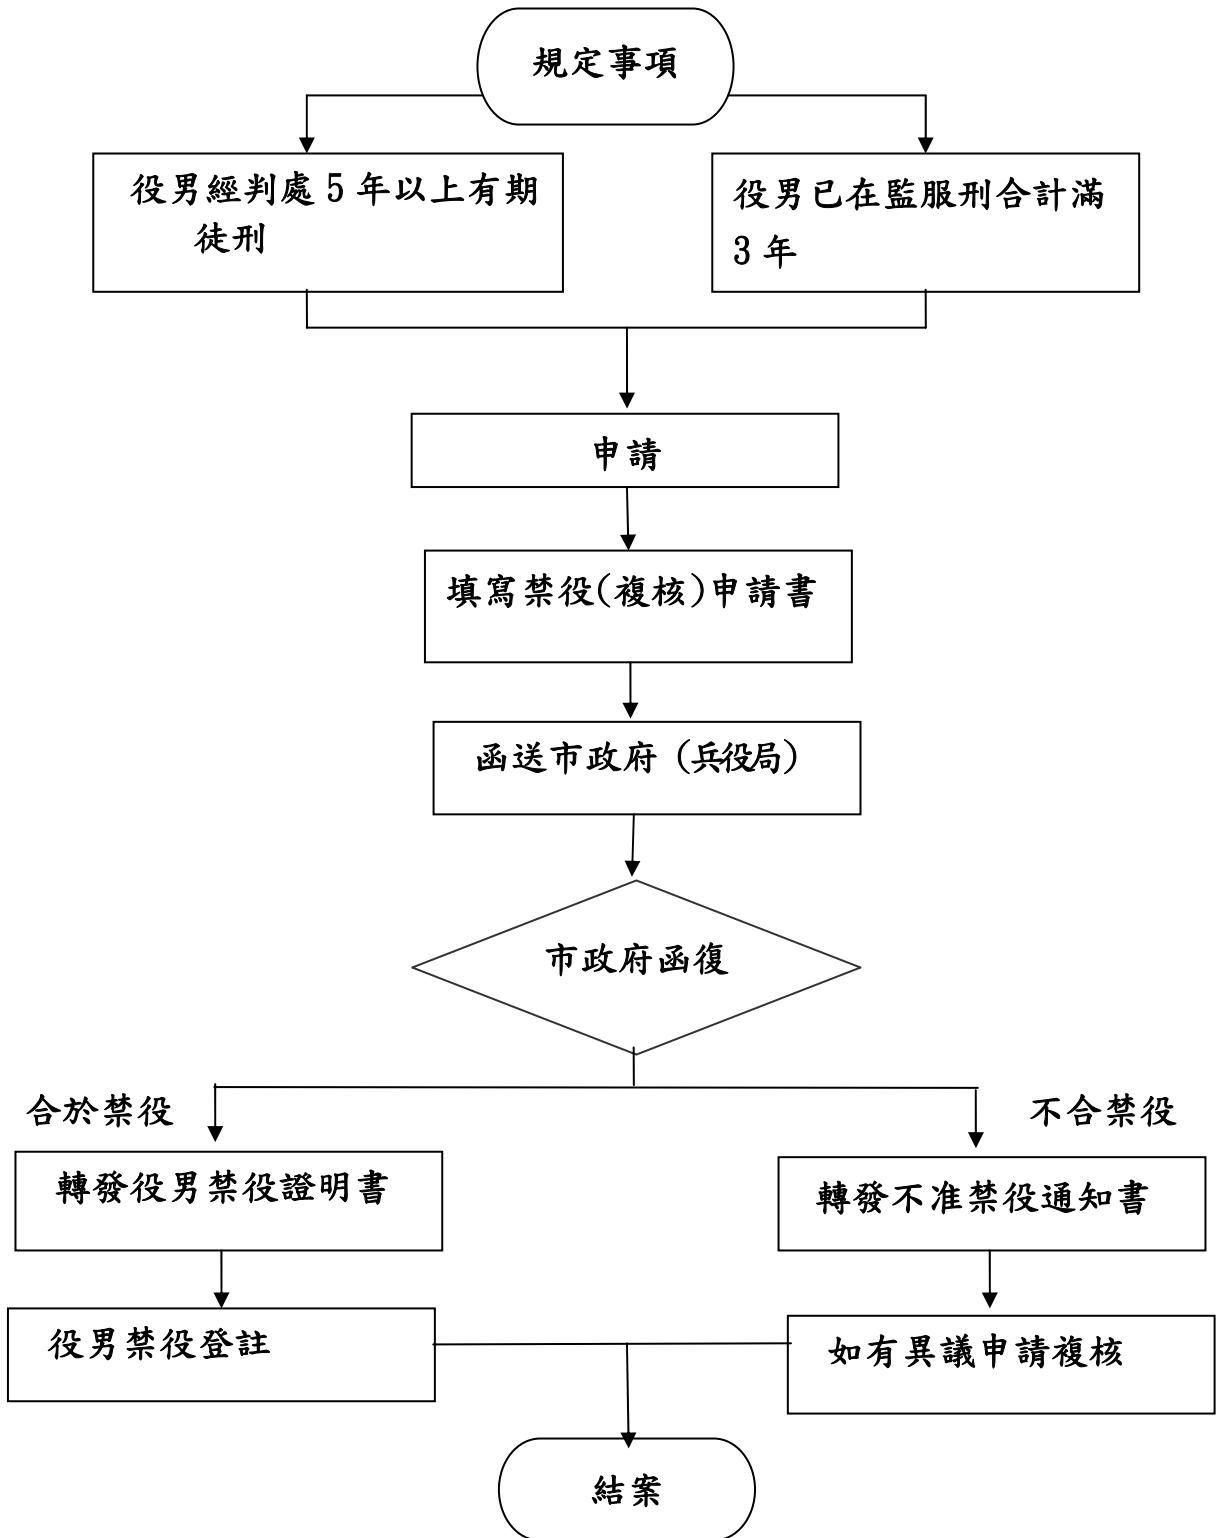 規定事項
役男經判處 5 年以上有期
徒刑
役男已在監服刑合計滿
3 年
申請
填寫禁役(複核)申請書
函送市政府 (兵役局)
市政府函復
合於禁役
不合禁役
轉發役男禁役證明書
轉發不准禁役通知書
役男禁役登註
如有異議申請複核
結案